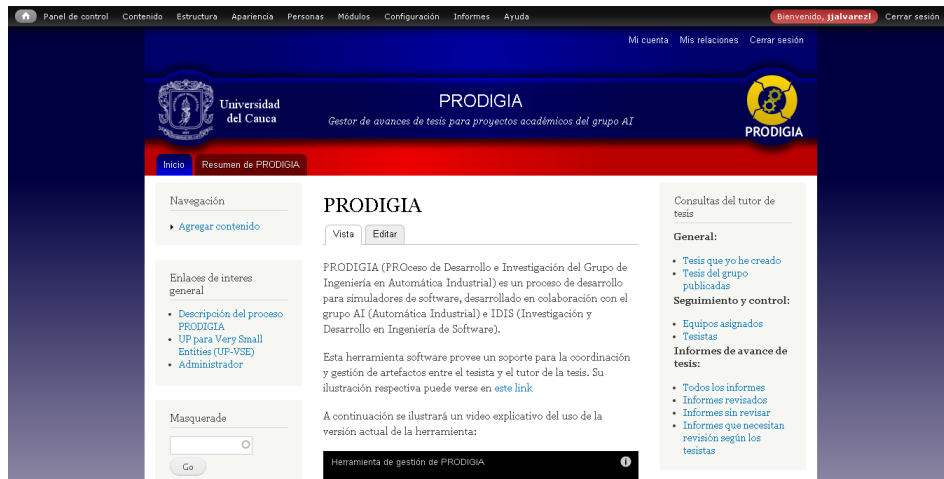 Panel de control Contenido Estructura Apariencia Personas Módulos Configuración Informes Ayuda Bienvenido, jjalvarezl Cerrar sesión
Mi cuenta Mis relaciones Cerrar sesión
Universidad
del Cauca
PRODIGIA
Gestor de avances de tesis para proyectos académicos del grupo AI
PRODIGIA
Inicio Resumen de PRODIGIA
Navegación
Agregar contenido
Enlaces de interes
general
Descripción del proceso
PRODIGIA
UP para Very Small
Entities (UP-VSE)
Administrador
Masquerade
Go
PRODIGIA
Vista Editar
PRODIGIA (PROceso de Desarrollo e Investigación del Grupo de
Ingeniería en Automática Industrial) es un proceso de desarrollo
para simuladores de software, desarrollado en colaboración con el
grupo AI (Automática Industrial) e IDIS (Investigación y
Desarrollo en Ingeniería de Software).
Esta herramienta software provee un soporte para la coordinación
y gestión de artefactos entre el tesista y el tutor de la tesis. Su
ilustración respectiva puede verse en este link
A continuación se ilustrará un video explicativo del uso de la
versión actual de la herramienta:
Herramienta de gestión de PRODIGIA
Consultas del tutor de
tesis
General:
Tesis que yo he creado
Tesis del grupo
publicadas
Seguimiento y control:
Equipos asignados
Tesistas
Informes de avance de
tesis:
Todos los informes
Informes revisados
Informes sin revisar
Informes que necesitan
revisión según los
tesistas